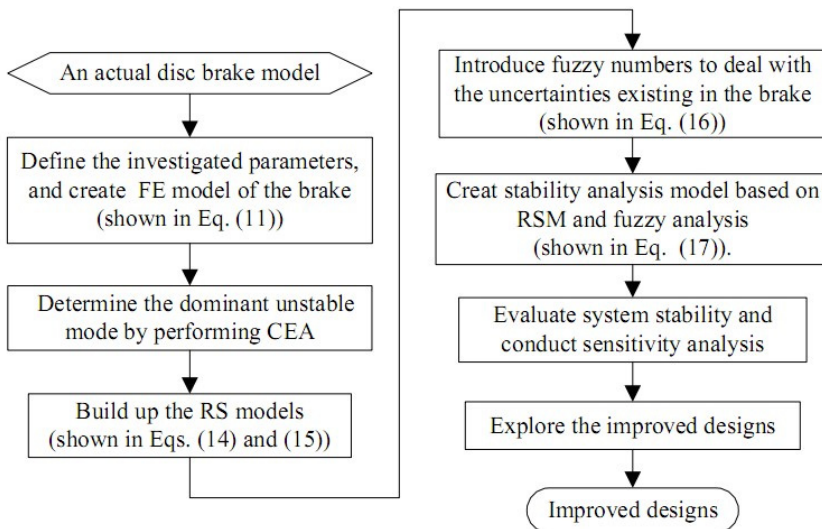 An actual disc brake model
Define the investigated parameters,
and create FE model of the brake
(shown in Eq. (11))
Determine the dominant unstable
mode by performing CEA
Build up the RS models
(shown in Eqs. (14) and (15))
Introduce fuzzy numbers to deal with
the uncertainties existing in the brake
(shown in Eq. (16))
Creat stability analysis model based on
RSM and fuzzy analysis
(shown in Eq. (17)).
Evaluate system stability and
conduct sensitivity analysis
Explore the improved designs
Improved designs